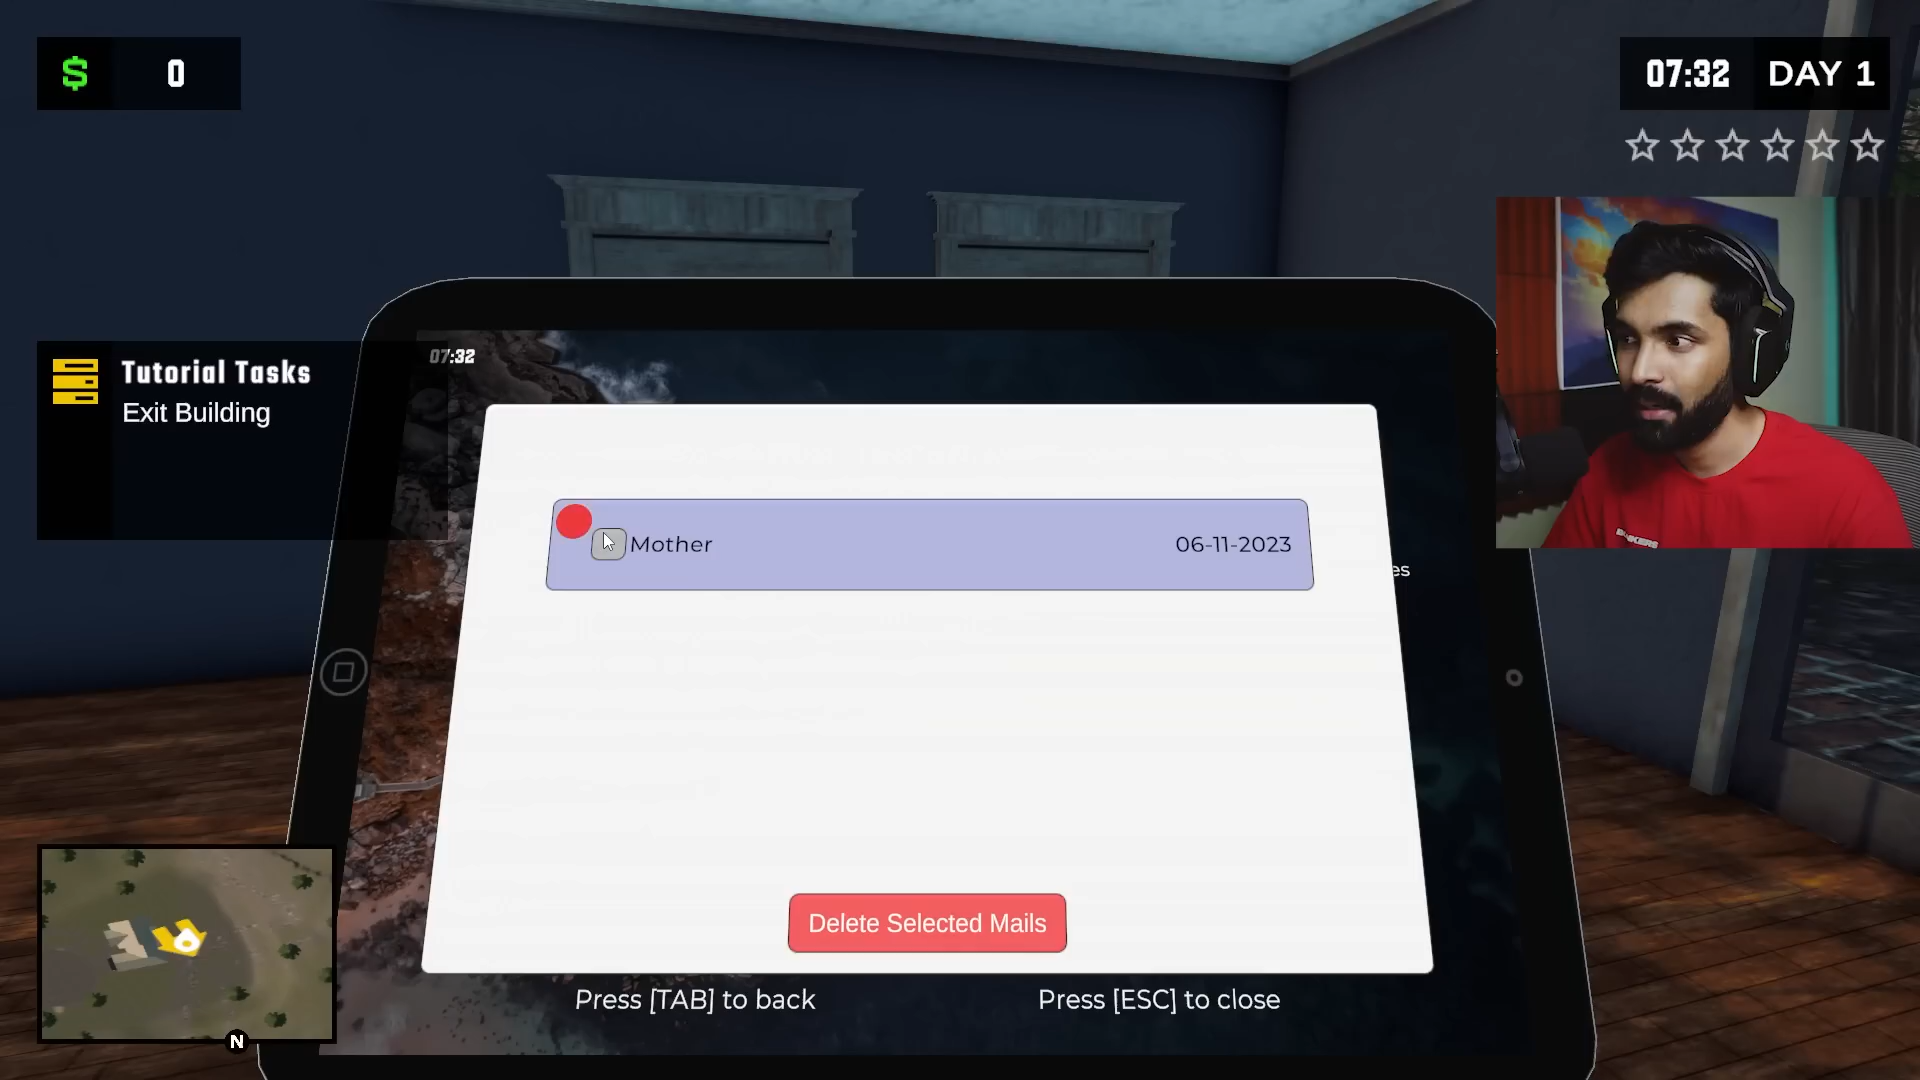 $ 0
07:32 DAY 1
Tutorial Tasks
Exit Building
07:32
Mother 06-11-2023
es
Delete Selected Mails
Press [TAB] to back
Press [ESC] to close
N